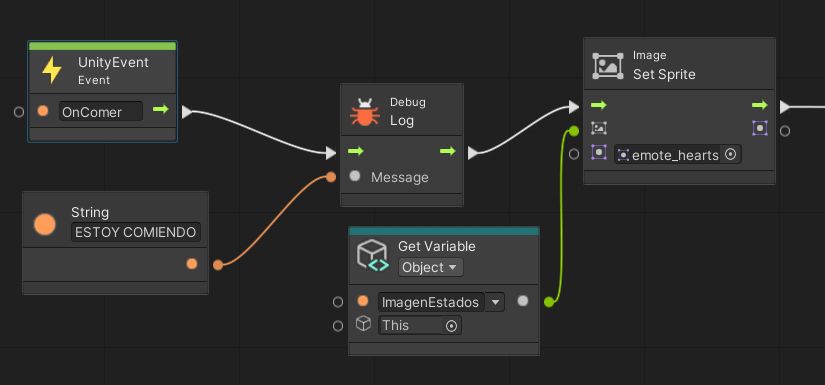 UnityEvent
Event
OnComer
String
ESTOY COMIENDO
Debug
Log
Message
Get Variable
Object
ImagenEstados
This
Image
Set Sprite
emote_hearts